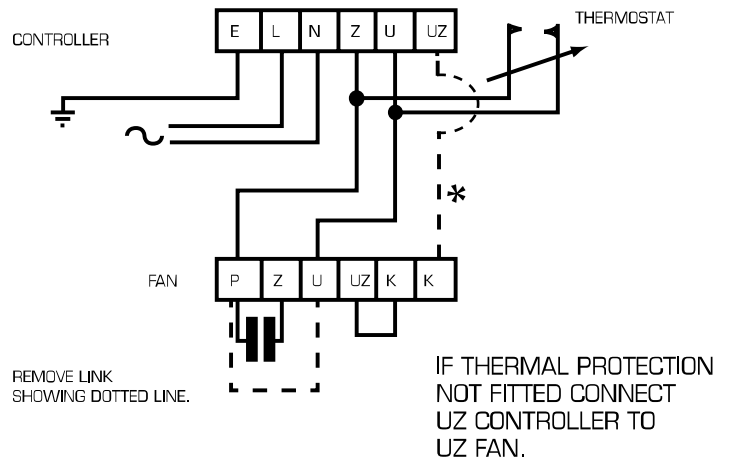 CONTROLLER
E L N Z U UZ
THERMOSTAT
*
FAN
P Z U UZ K K
REMOVE LINK
SHOWING DOTTED LINE.
IF THERMAL PROTECTION
NOT FITTED CONNECT
UZ CONTROLLER TO
UZ FAN.